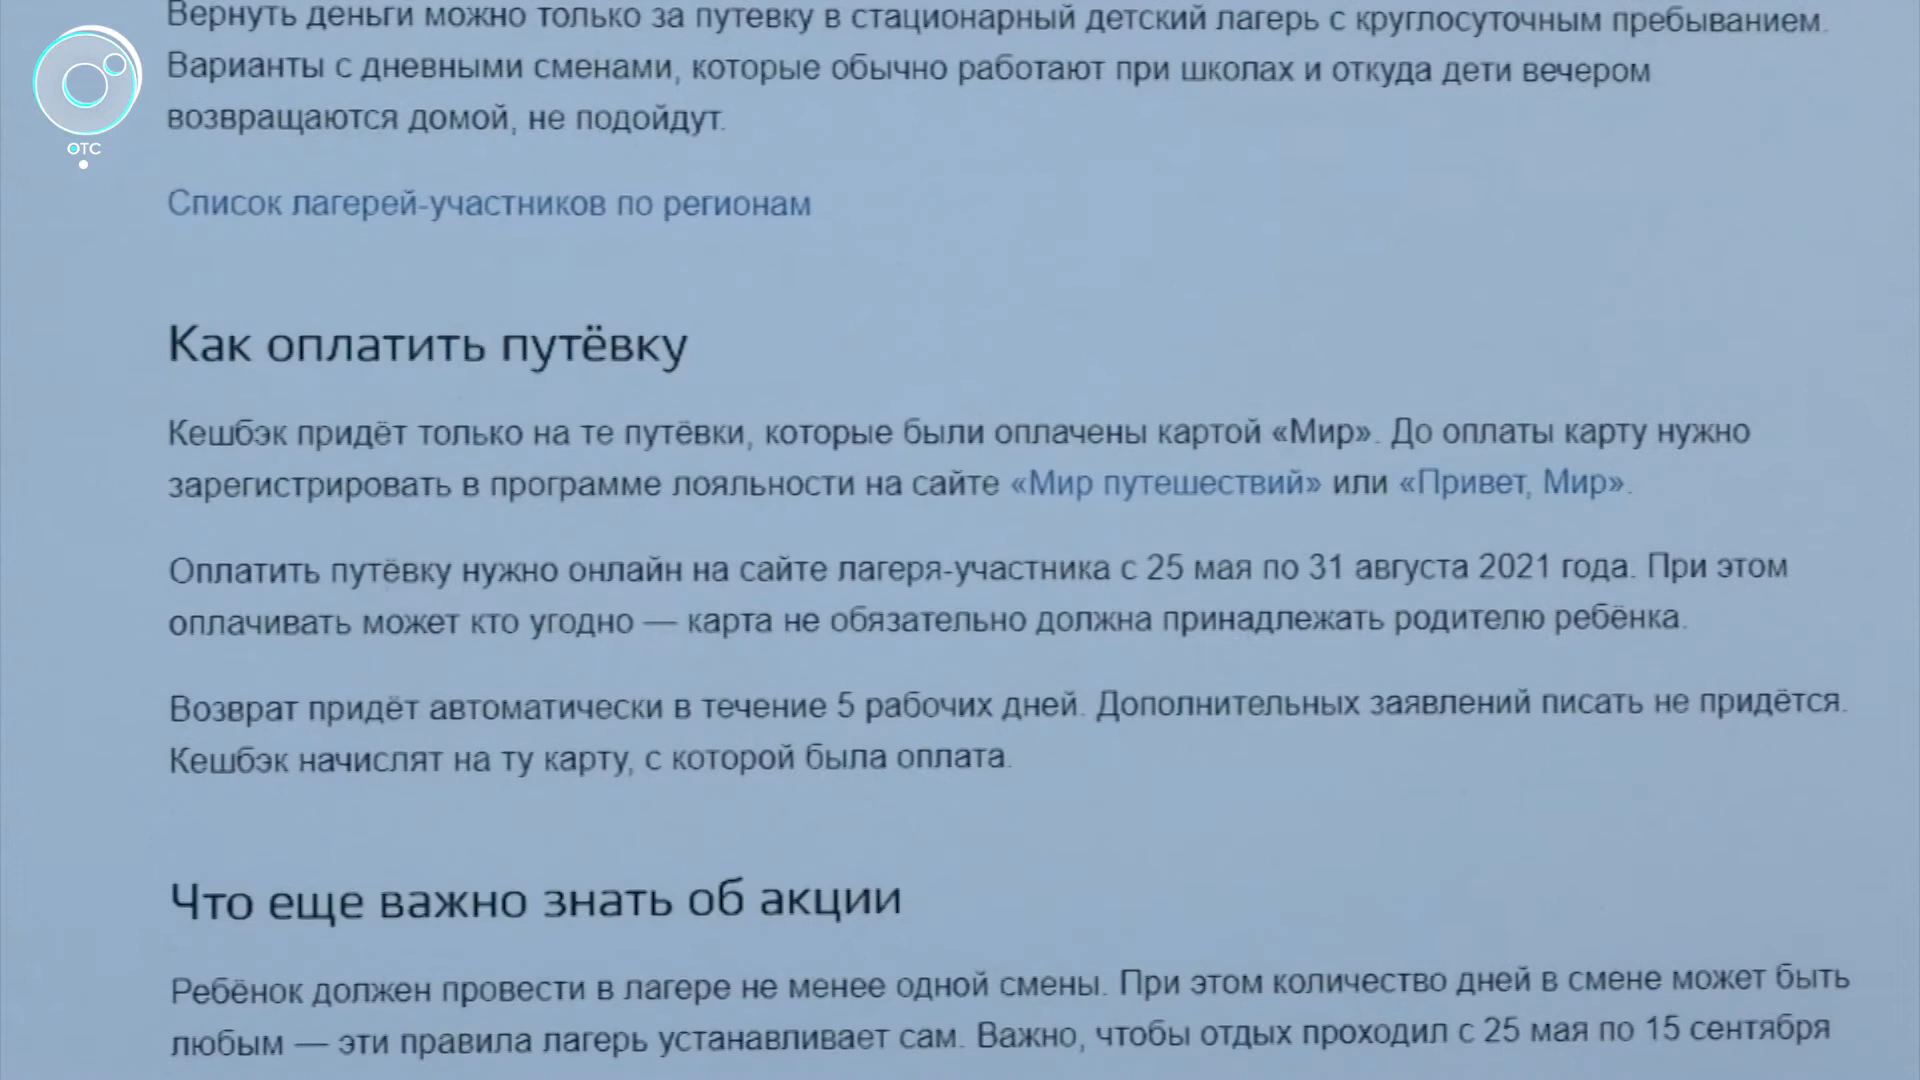 Вернуть деньги можно только за путевку в стационарный детский лагерь с круглосуточным пребыванием.
Варианты с дневными сменами, которые обычно работают при школах и откуда дети вечером
возвращаются домой, не подойдут.
ОТС
Список лагерей-участников по регионам
Как оплатить путёвку
Кешбэк придёт только на те путёвки, которые были оплачены картой «Мир». До оплаты карту нужно
зарегистрировать в программе лояльности на сайте «Мир путешествий» или «Привет, Мир».
Оплатить путёвку нужно онлайн на сайте лагеря-участника с 25 мая по 31 августа 2021 года. При этом
оплачивать может кто угодно — карта не обязательно должна принадлежать родителю ребёнка.
Возврат придёт автоматически в течение 5 рабочих дней. Дополнительных заявлений писать не придётся.
Кешбэк начислят на ту карту, с которой была оплата.
Что еще важно знать об акции
Ребёнок должен провести в лагере не менее одной смены. При этом количество дней в смене может быть
любым — эти правила лагерь устанавливает сам. Важно, чтобы отдых проходил с 25 мая по 15 сентября